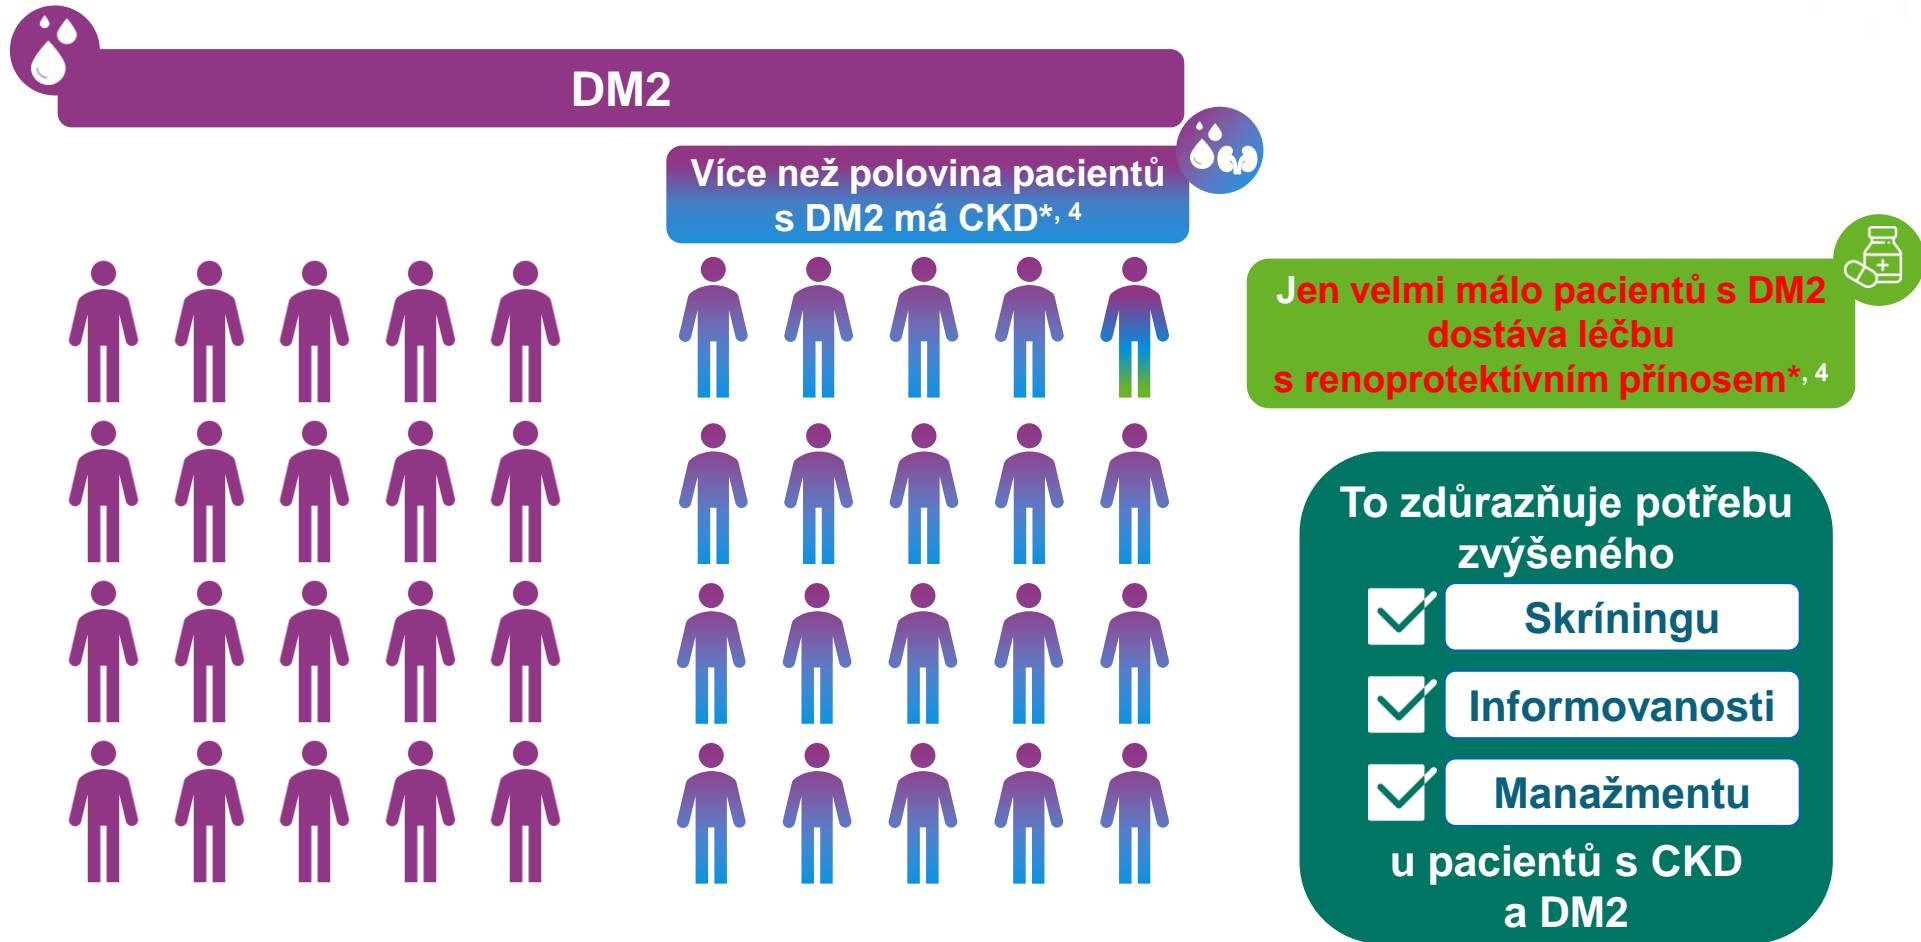 DM2
Více než polovina pacientů
s DM2 má CKD*, 4
Jen velmi málo pacientů s DM2
dostáva léčbu
s renoprotektívním přínosem*, 4
To zdůrazňuje potřebu
zvýšeného
Skríningu
Informovanosti
Manažmentu
u pacientů s CKD
a DM2